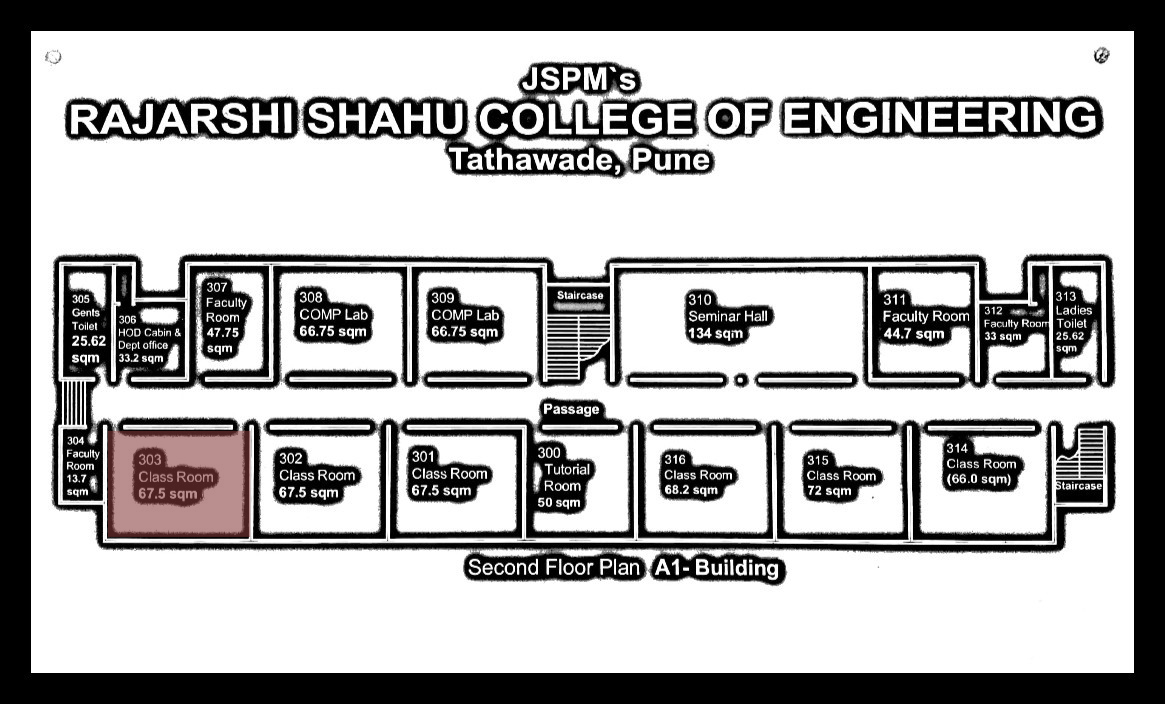 JSPM`s
RAJARSHI SHAHU COLLEGE OF ENGINEERING
Tathawade, Pune
305
Gents
Toilet
25.62
sqm
306
HOD Cabin &
Dept office
33.2 sqm
307
Faculty
Room
47.75
sqm
308
COMP Lab
66.75 sqm
309
COMP Lab
66.75 sqm
Staircase
310
Seminar Hall
134 sqm
311
Faculty Room
44.7 sqm
312
Faculty Room
33 sqm
313
Ladies
Toilet
25.62
sqm
Passage
304
Faculty
Room
13.7
sqm
303
Class Room
67.5 sqm
302
Class Room
67.5 sqm
301
Class Room
67.5 sqm
300
Tutorial
Room
50 sqm
316
Class Room
68.2 sqm
315
Class Room
72 sqm
314
Class Room
(66.0 sqm)
Staircase
Second Floor Plan A1- Building